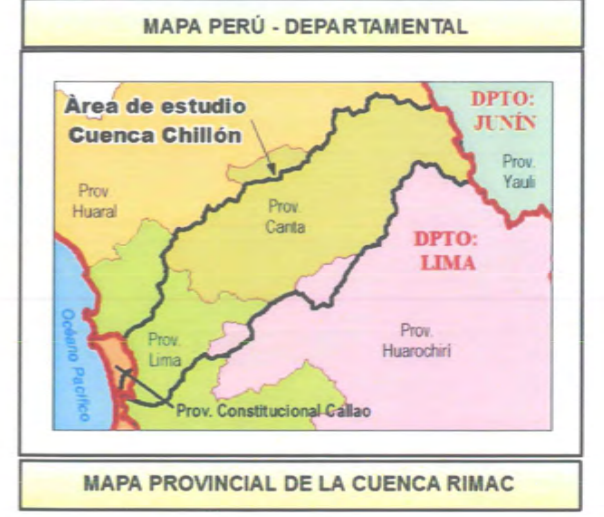 MAPA PERÚ - DEPARTAMENTAL
Àrea de estudio
Cuenca Chillón
DPTO:
JUNÍN
Prov.
Yauli
Prov
Huaral
Prov.
Canta
DPTO:
LIMA
Océano Pacífico
Prov.
Lima
Prov.
Huarochirí
Prov. Constitucional Callao
MAPA PROVINCIAL DE LA CUENCA RIMAC